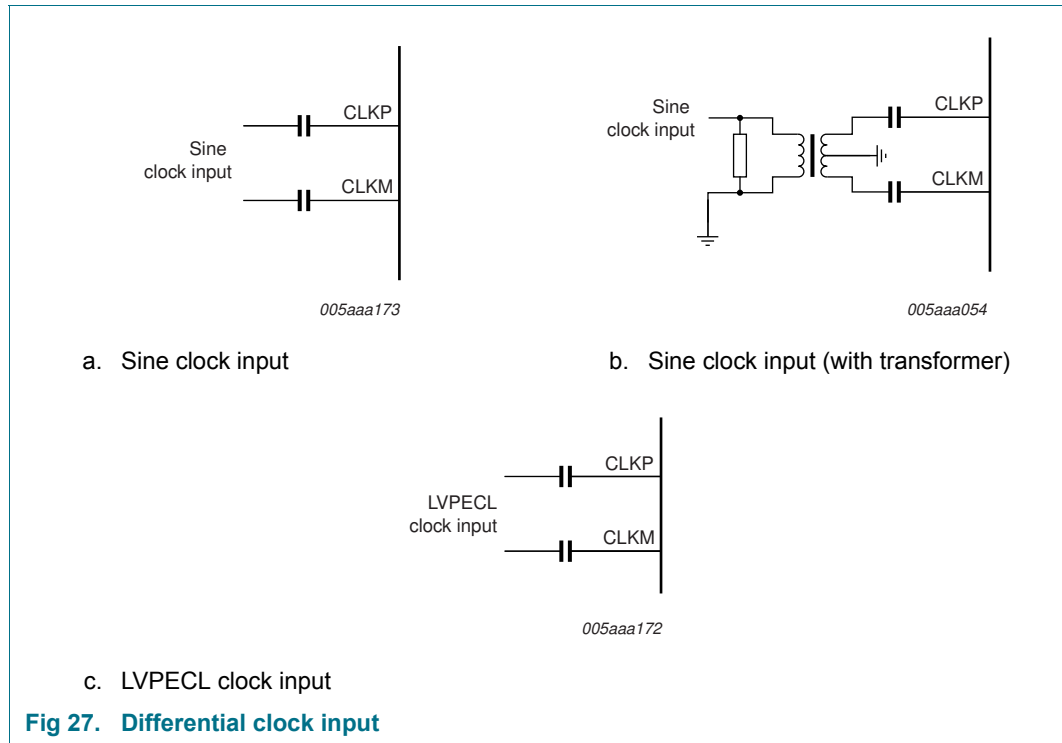 CLKP
Sine
clock input
CLKM
005aaa173
a. Sine clock input
Sine
clock input
CLKP
CLKM
005aaa054
b. Sine clock input (with transformer)
CLKP
LVPECL
clock input
CLKM
005aaa172
c. LVPECL clock input
Fig 27. Differential clock input